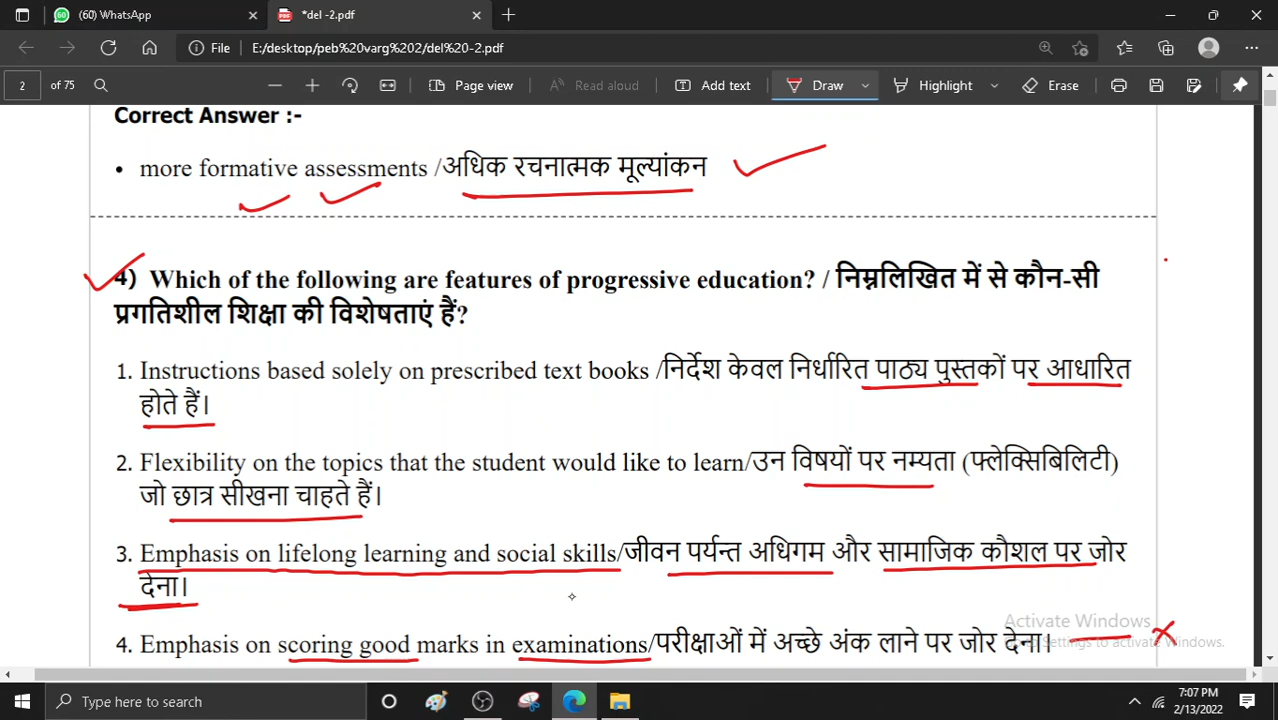 (60) WhatsApp
*del -2.pdf
File
E:/desktop/peb%20varg%202/del%20-2.pdf
2 of 75
Page view
Read aloud
Add text
Draw
Highlight
Erase
Correct Answer :-
• more formative assessments /अधिक रचनात्मक मूल्यांकन
4) Which of the following are features of progressive education? / निम्नलिखित में से कौन-सी
प्रगतिशील शिक्षा की विशेषताएं हैं?
1. Instructions based solely on prescribed text books /निर्देश केवल निर्धारित पाठ्य पुस्तकों पर आधारित
होते हैं।
2. Flexibility on the topics that the student would like to learn/उन विषयों पर नम्यता (फ्लेक्सिबिलिटी)
जो छात्र सीखना चाहते हैं।
3. Emphasis on lifelong learning and social skills/जीवन पर्यन्त अधिगम और सामाजिक कौशल पर जोर
देना।
Activate Windows
4. Emphasis on scoring good marks in examinations/परीक्षाओं में अच्छे अंक लाने पर जोर देना।
Go to Settings to activate Windows.
Type here to search
7:07 PM
2/13/2022